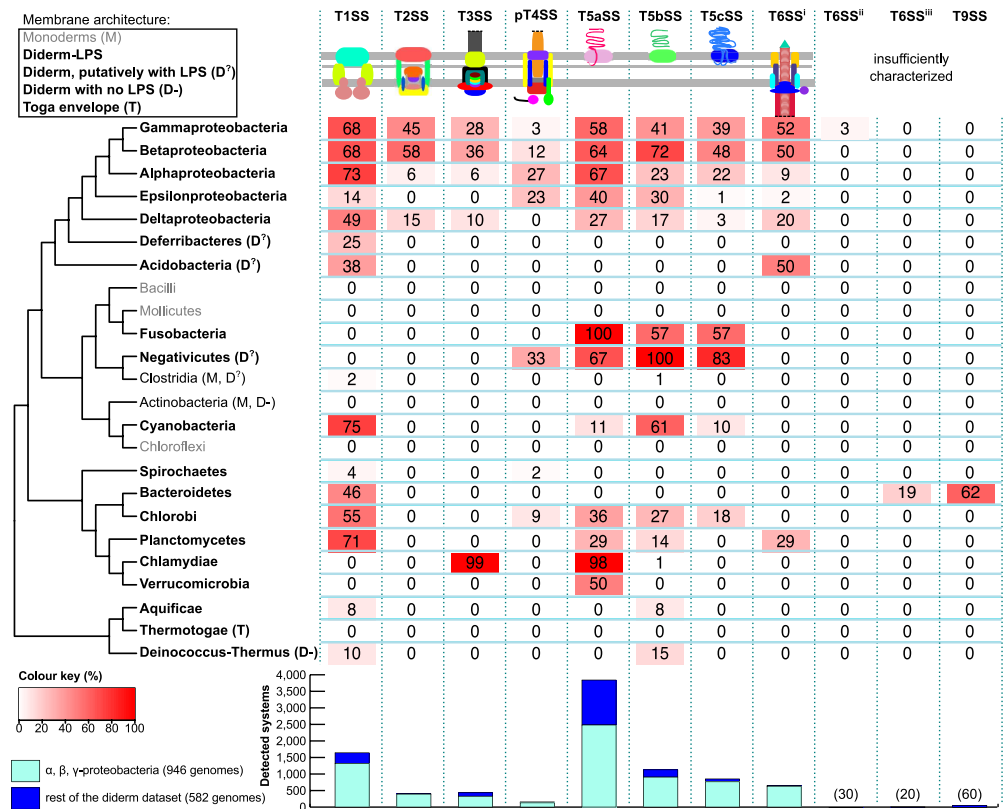 Membrane architecture:
Monoderms (M)
Diderm-LPS
Diderm, putatively with LPS (D?)
Diderm with no LPS (D-)
Toga envelope (T)
T1SS T2SS T3SS pT4SS T5aSS T5bSS T5cSS T6SSi T6SSii T6SSiii T9SS
insufficiently
characterized
Gammaproteobacteria 68 45 28 3 58 41 39 52 3 0 0
Betaproteobacteria 68 58 36 12 64 72 48 50 0 0 0
Alphaproteobacteria 73 6 6 27 67 23 22 9 0 0 0
Epsilonproteobacteria 14 0 0 23 40 30 1 2 0 0 0
Deltaproteobacteria 49 15 10 0 27 17 3 20 0 0 0
Deferribacteres (D?) 25 0 0 0 0 0 0 0 0 0 0
Acidobacteria (D?) 38 0 0 0 0 0 0 50 0 0 0
Bacilli 0 0 0 0 0 0 0 0 0 0 0
Mollicutes 0 0 0 0 0 0 0 0 0 0 0
Fusobacteria 0 0 0 0 100 57 57 0 0 0 0
Negativicutes (D?) 0 0 0 33 67 100 83 0 0 0 0
Clostridia (M, D?) 2 0 0 0 0 1 0 0 0 0 0
Actinobacteria (M, D-) 0 0 0 0 0 0 0 0 0 0 0
Cyanobacteria 75 0 0 0 11 61 10 0 0 0 0
Chloroflexi 0 0 0 0 0 0 0 0 0 0 0
Spirochaetes 4 0 0 2 0 0 0 0 0 0 0
Bacteroidetes 46 0 0 0 0 0 0 0 0 19 62
Chlorobi 55 0 0 9 36 27 18 0 0 0 0
Planctomycetes 71 0 0 0 29 14 0 29 0 0 0
Chlamydiae 0 0 99 0 98 1 0 0 0 0 0
Verrucomicrobia 0 0 0 0 50 0 0 0 0 0 0
Aquificae 8 0 0 0 0 8 0 0 0 0 0
Thermotogae (T) 0 0 0 0 0 0 0 0 0 0 0
Deinococcus-Thermus (D-) 10 0 0 0 0 15 0 0 0 0 0
Colour key (%)
0 20 40 60 80 100
α, β, γ-proteobacteria (946 genomes)
rest of the diderm dataset (582 genomes)
Detected systems
4,000
3,500
3,000
2,500
2,000
1,500
1,000
500
0
(30) (20) (60)